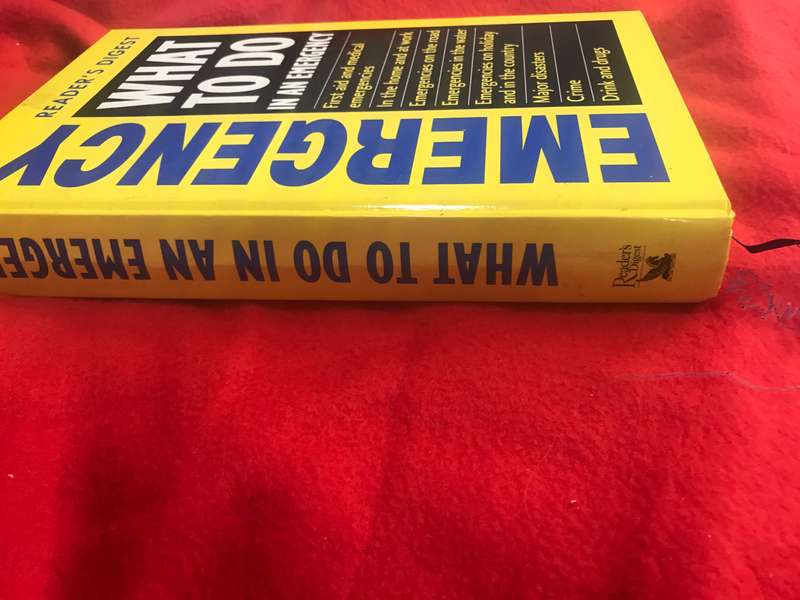 READER'S DIGEST
WHAT
TO DO
IN AN EMERGENCY
First aid and medical
emergencies
In the home and at work
Emergencies on the road
Emergencies in the water
Emergencies on holiday
and in the country
Major disasters
Crime
Drink and drugs
EMERGENCY
WHAT TO DO IN AN EMERGE
Reader's
Digest